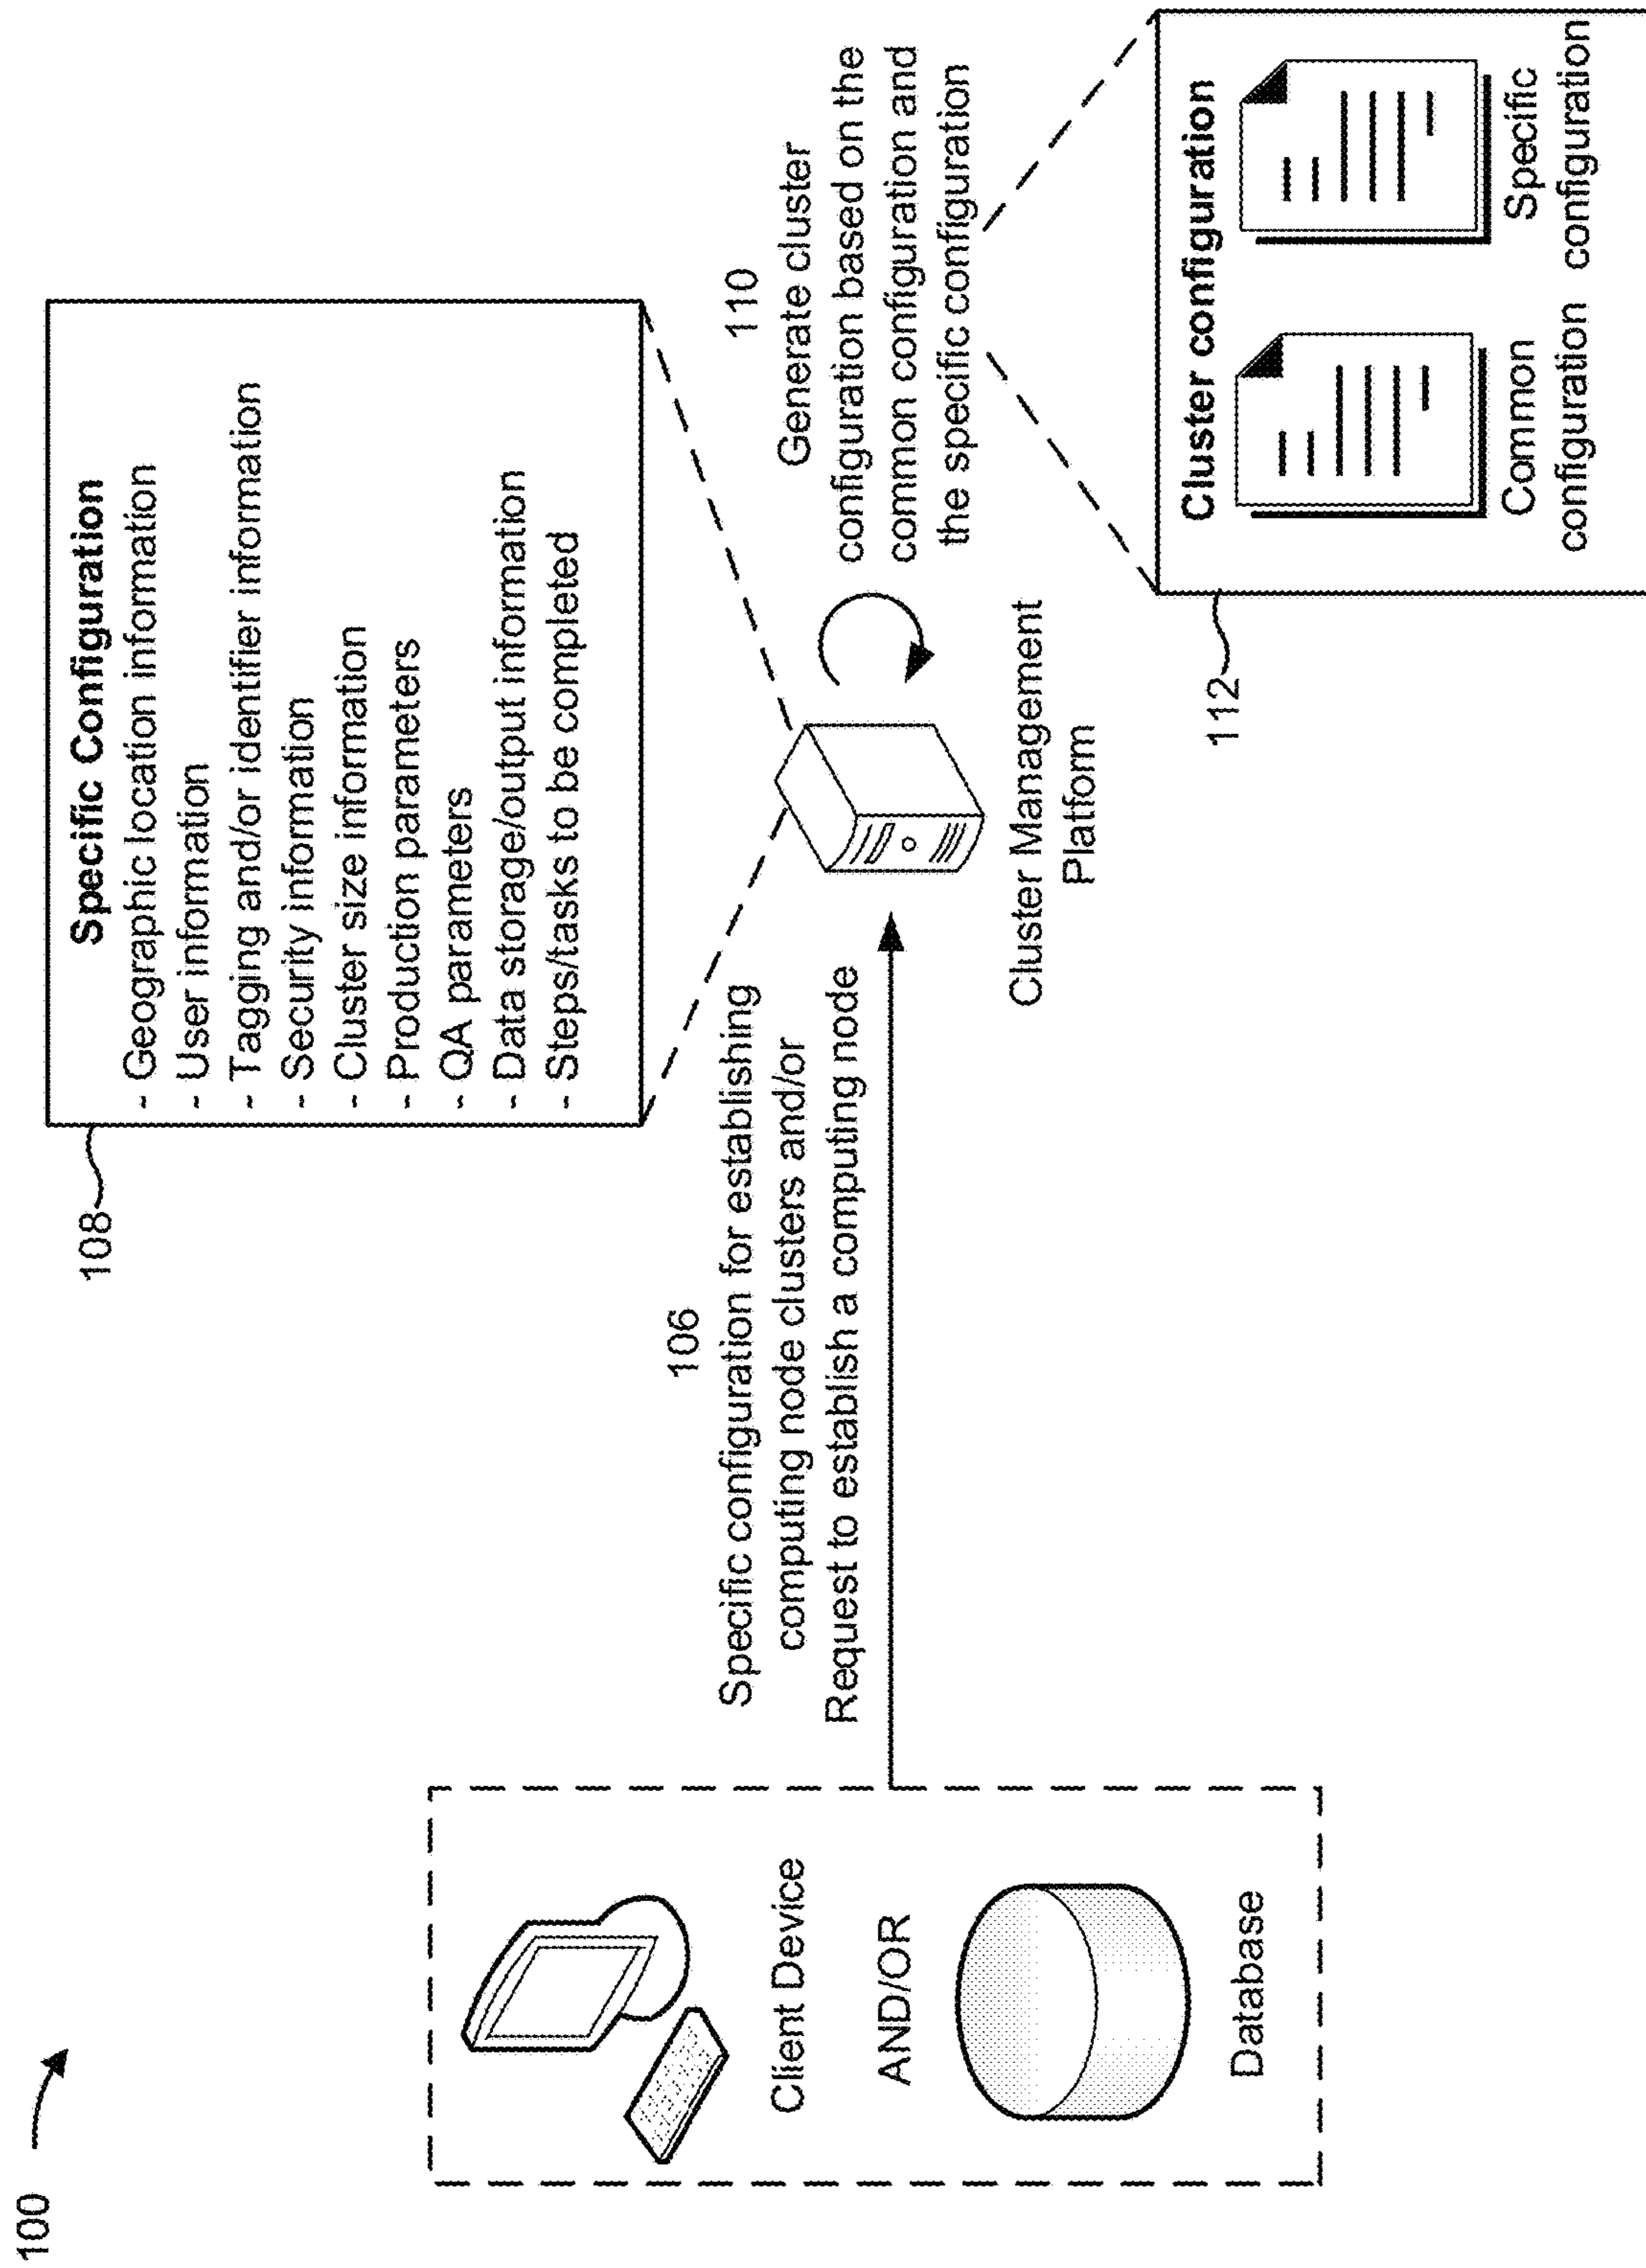 100
108
Specific Configuration
- Geographic location information
- User information
- Tagging and/or identifier information
- Security information
- Cluster size information
- Production parameters
- QA parameters
- Data storage/output information
- Steps/tasks to be completed
106
Specific configuration for establishing
computing node clusters and/or
Request to establish a computing node
Client Device
AND/OR
Database
Cluster Management
Platform
110
Generate cluster
configuration based on the
common configuration and
the specific configuration
112
Cluster configuration
Common
configuration
Specific
configuration